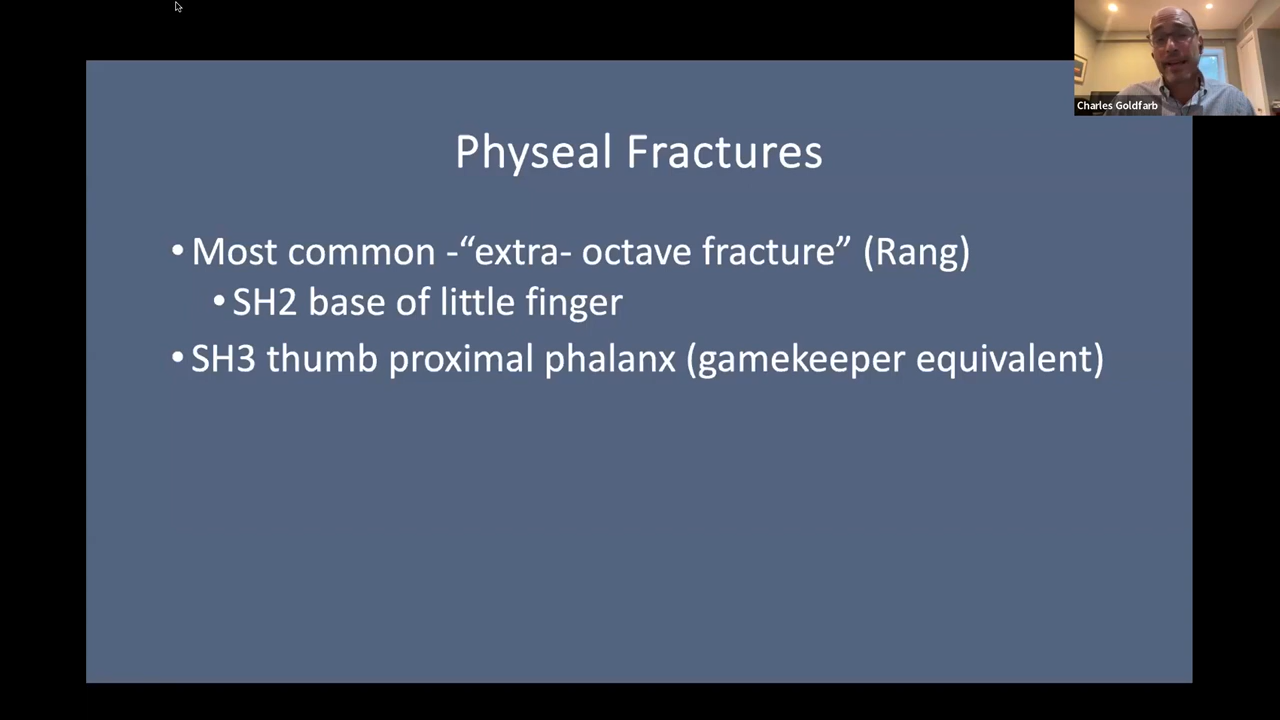 Charles Goldfarb
Physeal Fractures
• Most common -“extra- octave fracture” (Rang)
• SH2 base of little finger
• SH3 thumb proximal phalanx (gamekeeper equivalent)